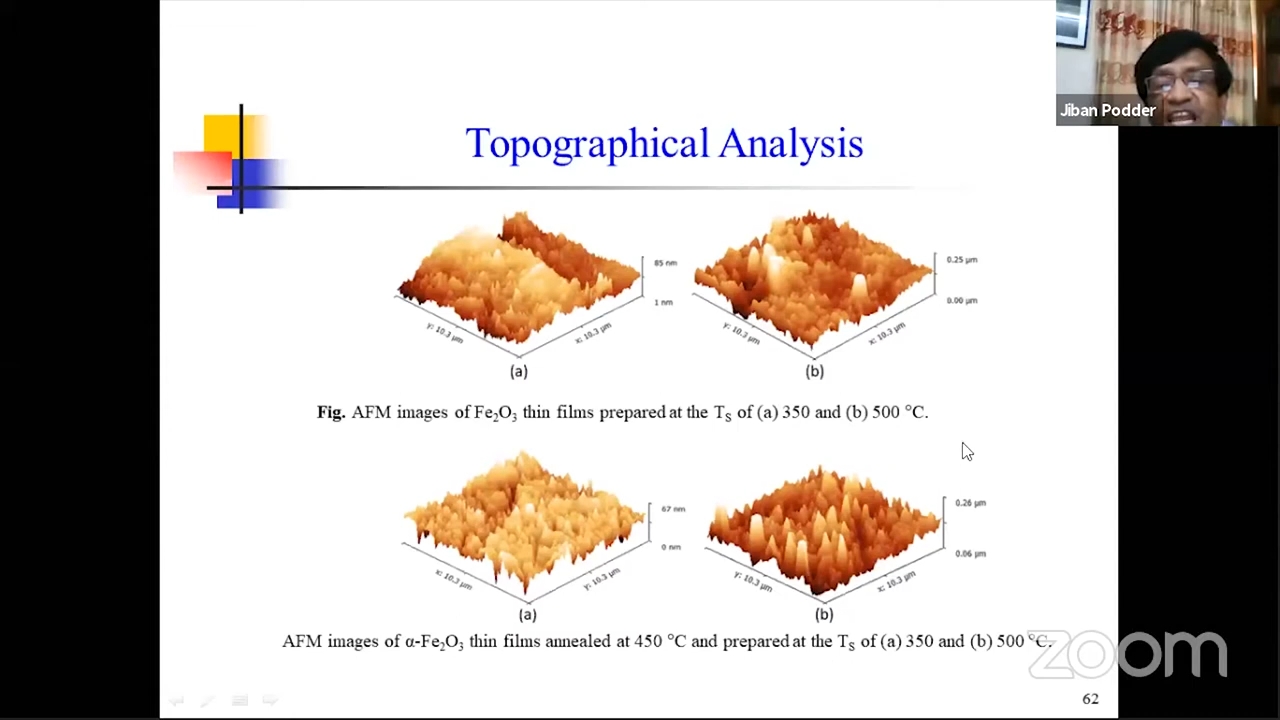 Jiban Podder
Topographical Analysis
85 nm
1 nm
y: 10.3 µm
x: 10.3 µm
(a)
0.25 µm
0.00 µm
y: 10.3 µm
x: 10.3 µm
(b)
Fig. AFM images of Fe₂O₃ thin films prepared at the T_S of (a) 350 and (b) 500 °C.
67 nm
0 nm
x: 10.3 µm
y: 10.3 µm
(a)
0.26 µm
0.06 µm
y: 10.3 µm
x: 10.3 µm
(b)
AFM images of α-Fe₂O₃ thin films annealed at 450 °C and prepared at the T_S of (a) 350 and (b) 500 °C.
zoom
62